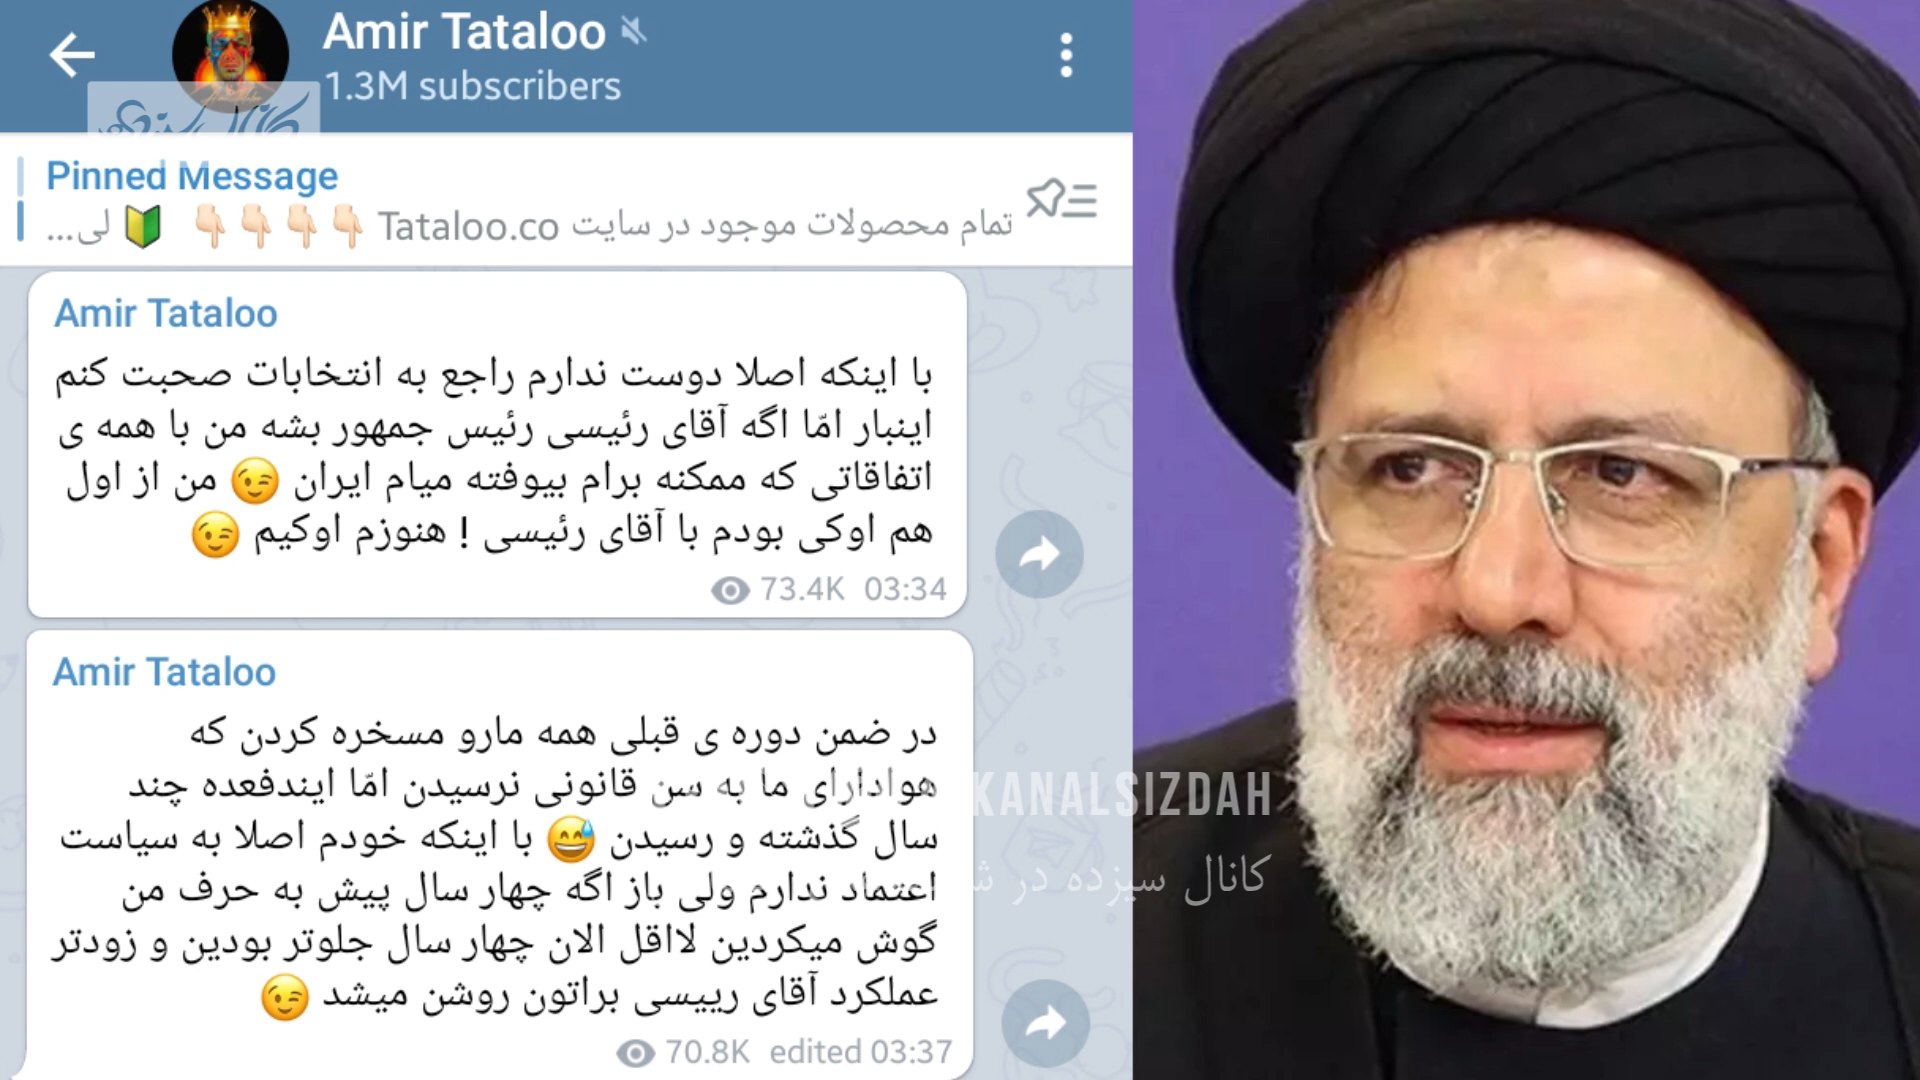 Amir Tataloo
1.3M subscribers
Pinned Message
تمام محصولات موجود در سایت Tataloo.co 👇🏻👇🏻👇🏻👇🏻 🔰 لی...
Amir Tataloo
با اینکه اصلا دوست ندارم راجع به انتخابات صحبت کنم
اینبار امّا اگه آقای رئیسی رئیس جمهور بشه من با همه ی
اتفاقاتی که ممکنه برام بیوفته میام ایران 😉 من از اول
هم اوکی بودم با آقای رئیسی ! هنوزم اوکیم 😉
73.4K 03:34
Amir Tataloo
در ضمن دوره ی قبلی همه مارو مسخره کردن که
هوادارای ما به سن قانونی نرسیدن امّا ایندفعده چند
سال گذشته و رسیدن 😅 با اینکه خودم اصلا به سیاست
اعتماد ندارم ولی باز اگه چهار سال پیش به حرف من
گوش میکردین لااقل الان چهار سال جلوتر بودین و زودتر
عملکرد آقای رییسی براتون روشن میشد 😉
70.8K edited 03:37
KANALSIZDAH
کانال سیزده در